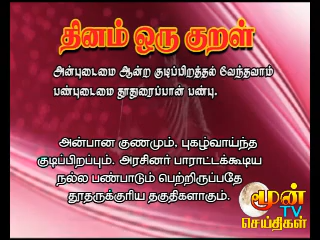 தினம் ஒரு குறள்
அன்புடைமை ஆன்ற குடிப்பிறத்தல் வேந்தவாம்
பண்புடைமை தூதுரைப்பான் பண்பு.
அன்பான குணமும், புகழ்வாய்ந்த
குடிப்பிறப்பும். அரசினர் பாராட்டக்கூடிய
நல்ல பண்பாடும் பெற்றிருப்பதே
தூதருக்குரிய தகுதிகளாகும்.
மூன்
TV
செய்திகள்